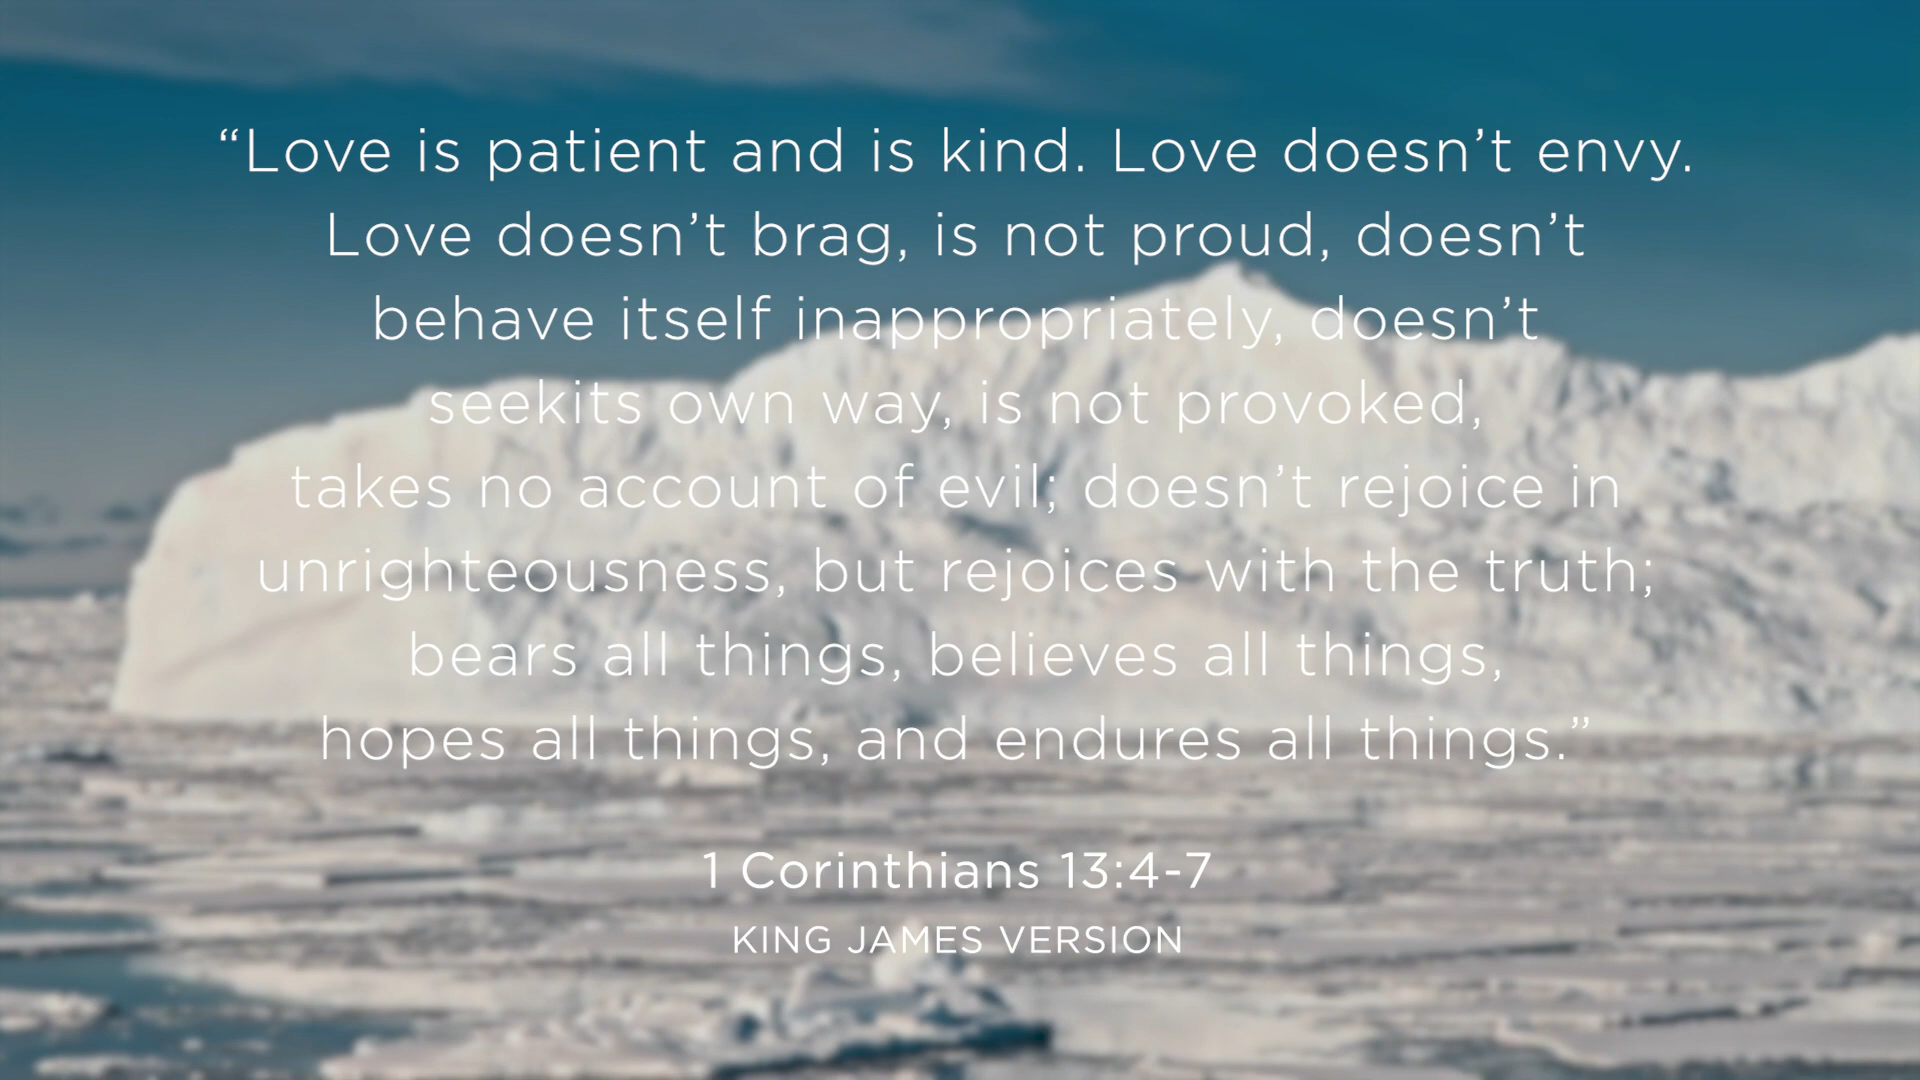 “Love is patient and is kind. Love doesn’t envy.
Love doesn’t brag, is not proud, doesn’t
behave itself inappropriately, doesn’t
seekits own way, is not provoked,
takes no account of evil; doesn’t rejoice in
unrighteousness, but rejoices with the truth;
bears all things, believes all things,
hopes all things, and endures all things.”
1 Corinthians 13:4-7
KING JAMES VERSION